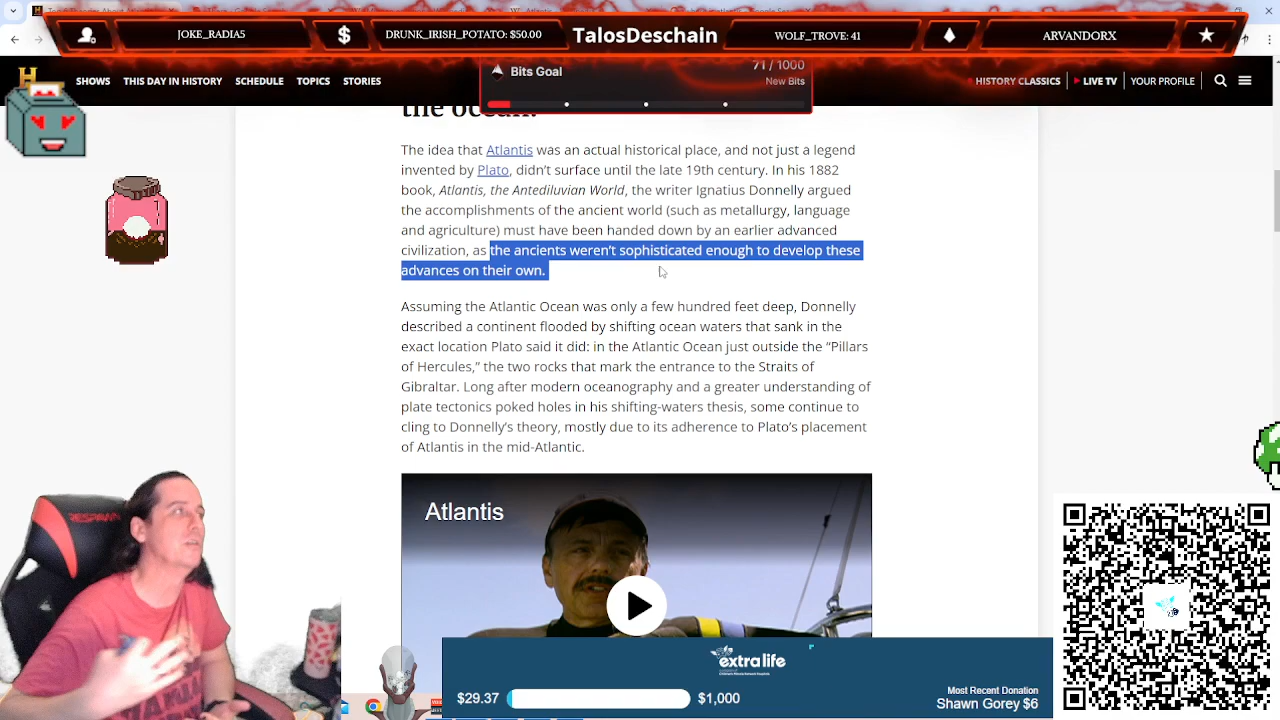 JOKE_RADIA5
$
DRUNK_IRISH_POTATO: $50.00
TalosDeschain
WOLF_TROVE: 41
ARVANDORX
H
SHOWS
THIS DAY IN HISTORY
SCHEDULE
TOPICS
STORIES
Bits Goal
71 / 1000
New Bits
HISTORY CLASSICS
LIVE TV
YOUR PROFILE
the ocean.
The idea that Atlantis was an actual historical place, and not just a legend
invented by Plato, didn't surface until the late 19th century. In his 1882
book, Atlantis, the Antediluvian World, the writer Ignatius Donnelly argued
the accomplishments of the ancient world (such as metallurgy, language
and agriculture) must have been handed down by an earlier advanced
civilization, as the ancients weren't sophisticated enough to develop these
advances on their own.
Assuming the Atlantic Ocean was only a few hundred feet deep, Donnelly
described a continent flooded by shifting ocean waters that sank in the
exact location Plato said it did: in the Atlantic Ocean just outside the “Pillars
of Hercules,” the two rocks that mark the entrance to the Straits of
Gibraltar. Long after modern oceanography and a greater understanding of
plate tectonics poked holes in his shifting-waters thesis, some continue to
cling to Donnelly's theory, mostly due to its adherence to Plato's placement
of Atlantis in the mid-Atlantic.
Atlantis
RESPAWN
extralife
$29.37
$1,000
Most Recent Donation
Shawn Gorey $6